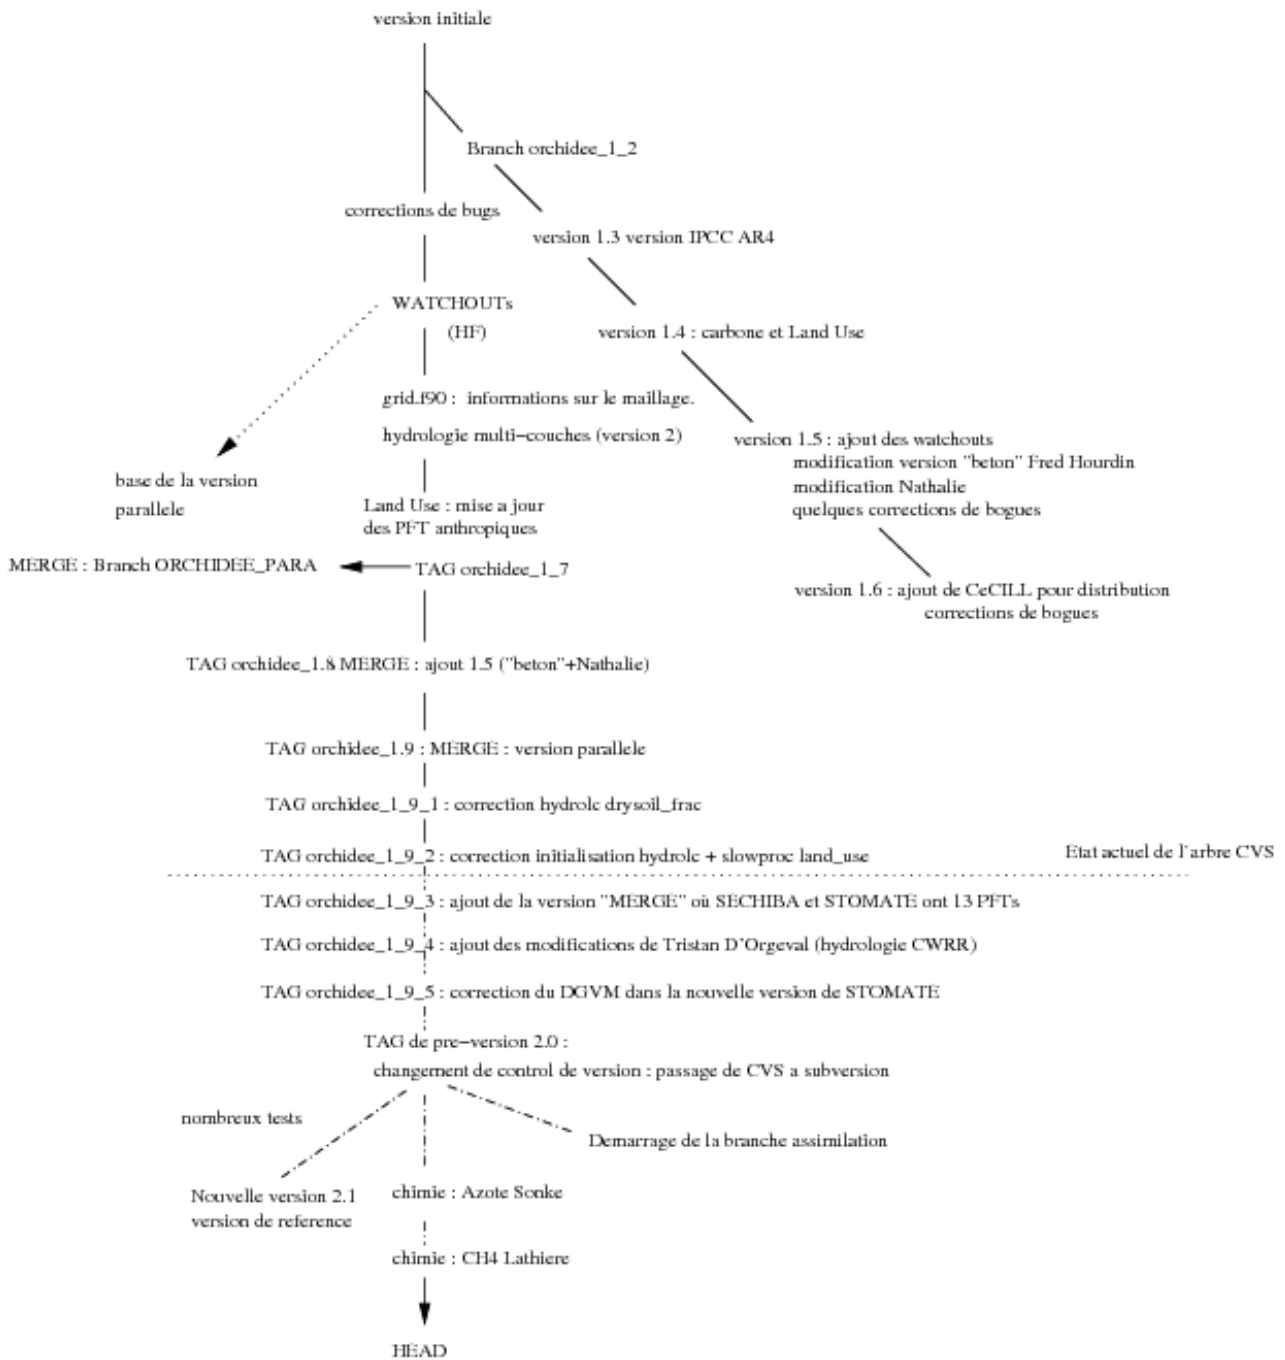 version initiale
Branch orchidee_1_2
corrections de bugs
version 1.3 version IPCC AR4
WATCHOUTs
(HF)
version 1.4 : carbone et Land Use
grid.f90 : informations sur le maillage.
hydrologie multi-couches (version 2)
version 1.5 : ajout des watchouts
modification version "beton" Fred Hourdin
modification Nathalie
quelques corrections de bogues
base de la version
parallele
Land Use : mise a jour
des PFT anthropiques
MERGE : Branch ORCHIDEE_PARA
TAG orchidee_1_7
version 1.6 : ajout de CeCILL pour distribution
corrections de bogues
TAG orchidee_1.8 MERGE : ajout 1.5 ("beton"+Nathalie)
TAG orchidee_1.9 : MERGE : version parallele
TAG orchidee_1_9_1 : correction hydrolc drysoil_frac
TAG orchidee_1_9_2 : correction initialisation hydrolc + slowproc land_use
Etat actuel de l'arbre CVS
TAG orchidee_1_9_3 : ajout de la version "MERGE" où SECHIBA et STOMATE ont 13 PFTs
TAG orchidee_1_9_4 : ajout des modifications de Tristan D'Orgeval (hydrologie CWRR)
TAG orchidee_1_9_5 : correction du DGVM dans la nouvelle version de STOMATE
TAG de pre-version 2.0 :
changement de control de version : passage de CVS a subversion
nombreux tests
Demarrage de la branche assimilation
Nouvelle version 2.1
version de reference
chimie : Azote Sonke
chimie : CH4 Lathiere
HEAD